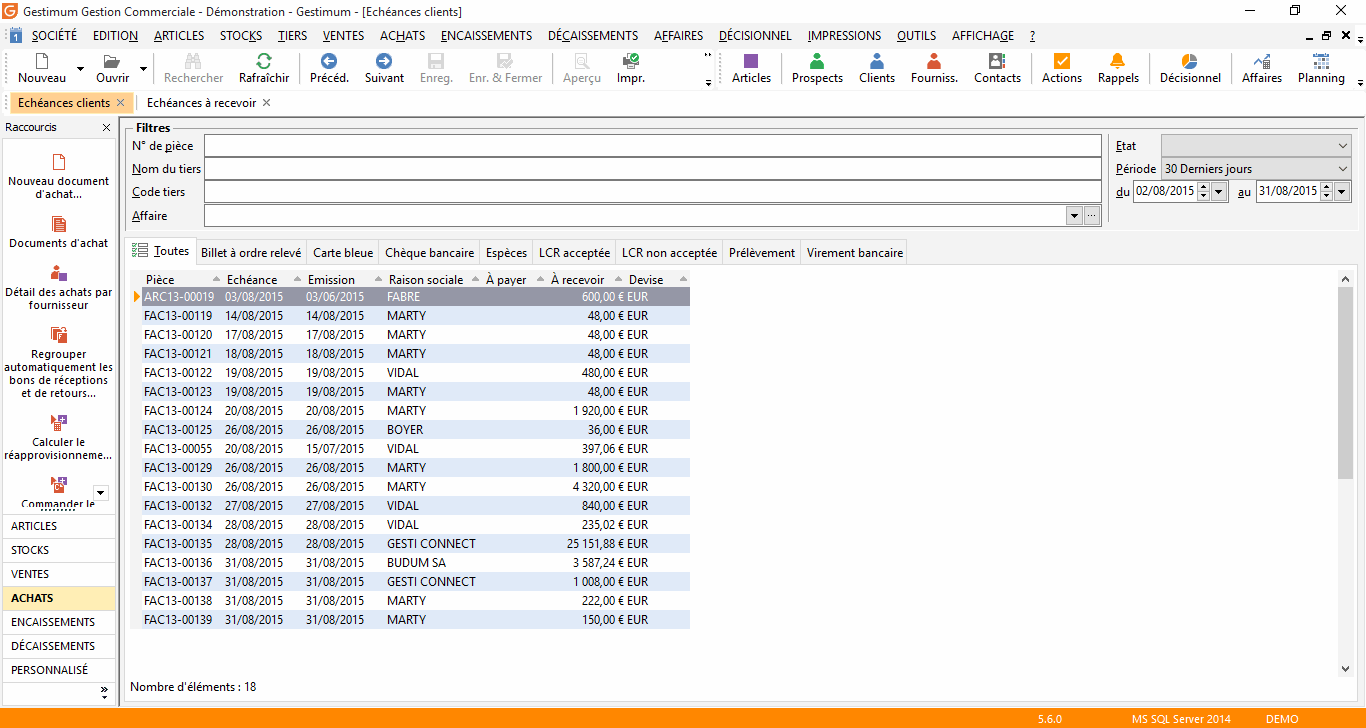 Gestimum Gestion Commerciale - Démonstration - Gestimum - [Echéances clients]
1 SOCIÉTÉ EDITION ARTICLES STOCKS TIERS VENTES ACHATS ENCAISSEMENTS DÉCAISSEMENTS AFFAIRES DÉCISIONNEL IMPRESSIONS OUTILS AFFICHAGE ?
Nouveau Ouvrir Rechercher Rafraîchir Précéd. Suivant Enreg. Enr. & Fermer Aperçu Impr. Articles Prospects Clients Fourniss. Contacts Actions Rappels Décisionnel Affaires Planning
Echéances clients Echéances à recevoir
Raccourcis
Nouveau document
d'achat...
Documents d'achat
Détail des achats par
fournisseur
Regrouper
automatiquement les
bons de réceptions
et de retours...
Calculer le
réapprovisionneme...
Commander le
ARTICLES
STOCKS
VENTES
ACHATS
ENCAISSEMENTS
DÉCAISSEMENTS
PERSONNALISÉ
Filtres
N° de pièce
Nom du tiers
Code tiers
Affaire ...
Etat
Période 30 Derniers jours
du 02/08/2015 au 31/08/2015
Toutes Billet à ordre relevé Carte bleue Chèque bancaire Espèces LCR acceptée LCR non acceptée Prélèvement Virement bancaire
Pièce Echéance Emission Raison sociale À payer À recevoir Devise
ARC13-00019 03/08/2015 03/06/2015 FABRE 600,00 € EUR
FAC13-00119 14/08/2015 14/08/2015 MARTY 48,00 € EUR
FAC13-00120 17/08/2015 17/08/2015 MARTY 48,00 € EUR
FAC13-00121 18/08/2015 18/08/2015 MARTY 48,00 € EUR
FAC13-00122 19/08/2015 19/08/2015 VIDAL 480,00 € EUR
FAC13-00123 19/08/2015 19/08/2015 MARTY 48,00 € EUR
FAC13-00124 20/08/2015 20/08/2015 MARTY 1 920,00 € EUR
FAC13-00125 26/08/2015 26/08/2015 BOYER 36,00 € EUR
FAC13-00055 20/08/2015 15/07/2015 VIDAL 397,06 € EUR
FAC13-00129 26/08/2015 26/08/2015 MARTY 1 800,00 € EUR
FAC13-00130 26/08/2015 26/08/2015 MARTY 4 320,00 € EUR
FAC13-00132 27/08/2015 27/08/2015 VIDAL 840,00 € EUR
FAC13-00134 28/08/2015 28/08/2015 VIDAL 235,02 € EUR
FAC13-00135 28/08/2015 28/08/2015 GESTI CONNECT 25 151,88 € EUR
FAC13-00136 31/08/2015 31/08/2015 BUDUM SA 3 587,24 € EUR
FAC13-00137 31/08/2015 31/08/2015 GESTI CONNECT 1 008,00 € EUR
FAC13-00138 31/08/2015 31/08/2015 MARTY 222,00 € EUR
FAC13-00139 31/08/2015 31/08/2015 MARTY 150,00 € EUR
Nombre d'éléments : 18
5.6.0 MS SQL Server 2014 DEMO